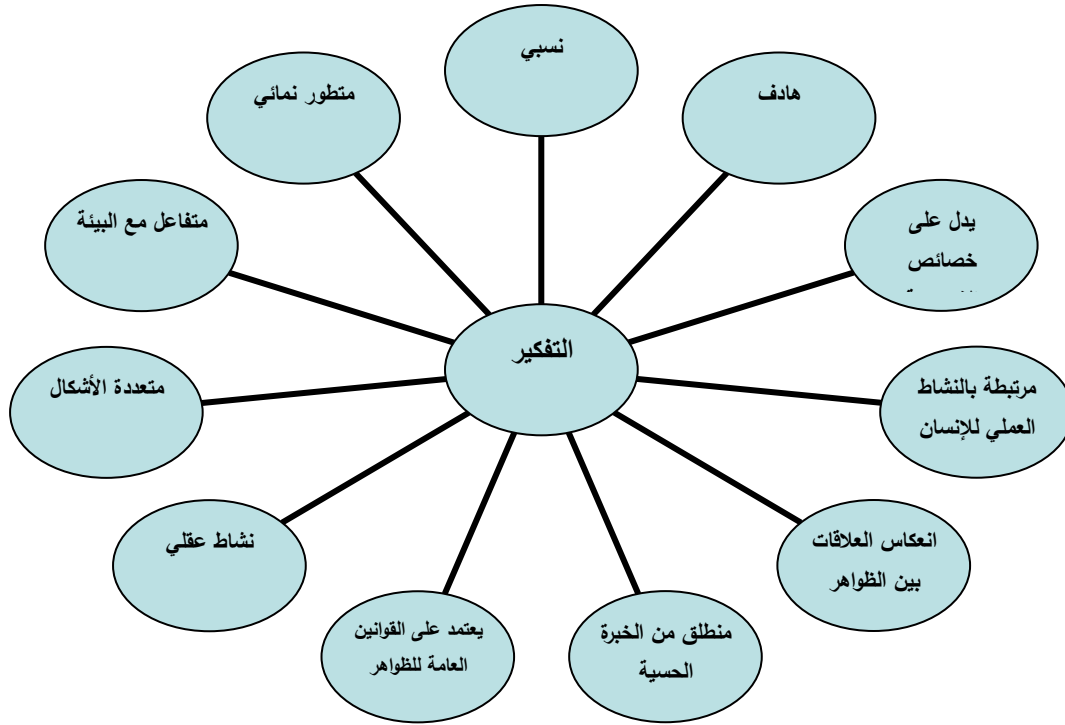 نسبي
هادف
متطور نمائي
يدل على
خصائص
متفاعل مع البيئة
التفكير
مرتبطة بالنشاط
العملي للإنسان
متعددة الأشكال
انعكاس العلاقات
بين الظواهر
نشاط عقلي
منطلق من الخبرة
الحسية
يعتمد على القوانين
العامة للظواهر